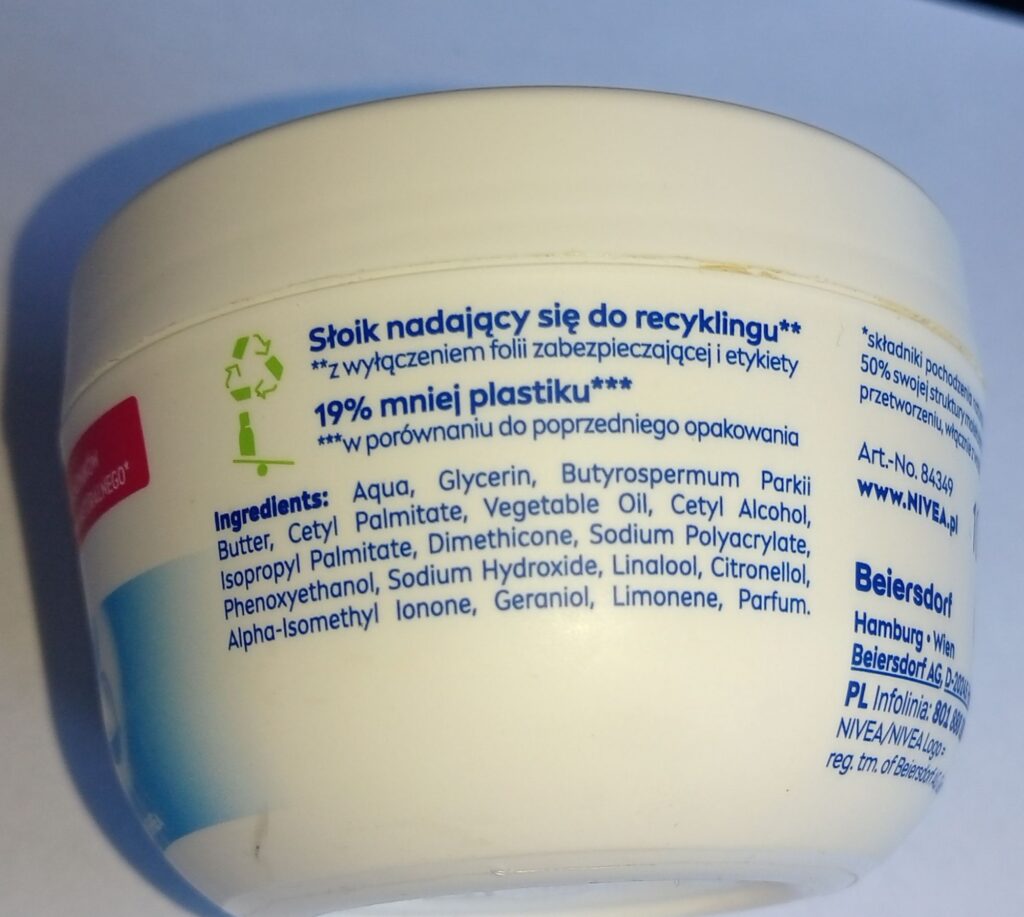 Słoik nadający się do recyklingu**
**z wyłączeniem folii zabezpieczającej i etykiety
19% mniej plastiku***
***w porównaniu do poprzedniego opakowania
Ingredients: Aqua, Glycerin, Butyrospermum Parkii
Butter, Cetyl Palmitate, Vegetable Oil, Cetyl Alcohol,
Isopropyl Palmitate, Dimethicone, Sodium Polyacrylate,
Phenoxyethanol, Sodium Hydroxide, Linalool, Citronellol,
Alpha-Isomethyl Ionone, Geraniol, Limonene, Parfum.
*składniki pochodzenia
50% swojej struktury
przetworzeniu, włącznie z
Art.-No. 84349
www.NIVEA.pl
Beiersdorf
Hamburg • Wien
Beiersdorf AG,
PL Infolinia: 801
NIVEA/NIVEA Logo =
reg. tm. of Beiersdorf